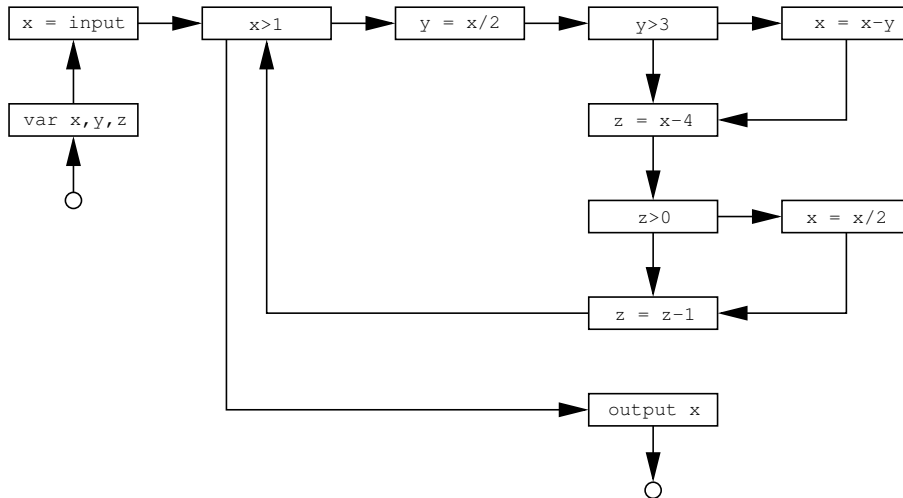 x = input
x>1
y = x/2
y>3
x = x-y
var x,y,z
z = x-4
z>0
x = x/2
z = z-1
output x